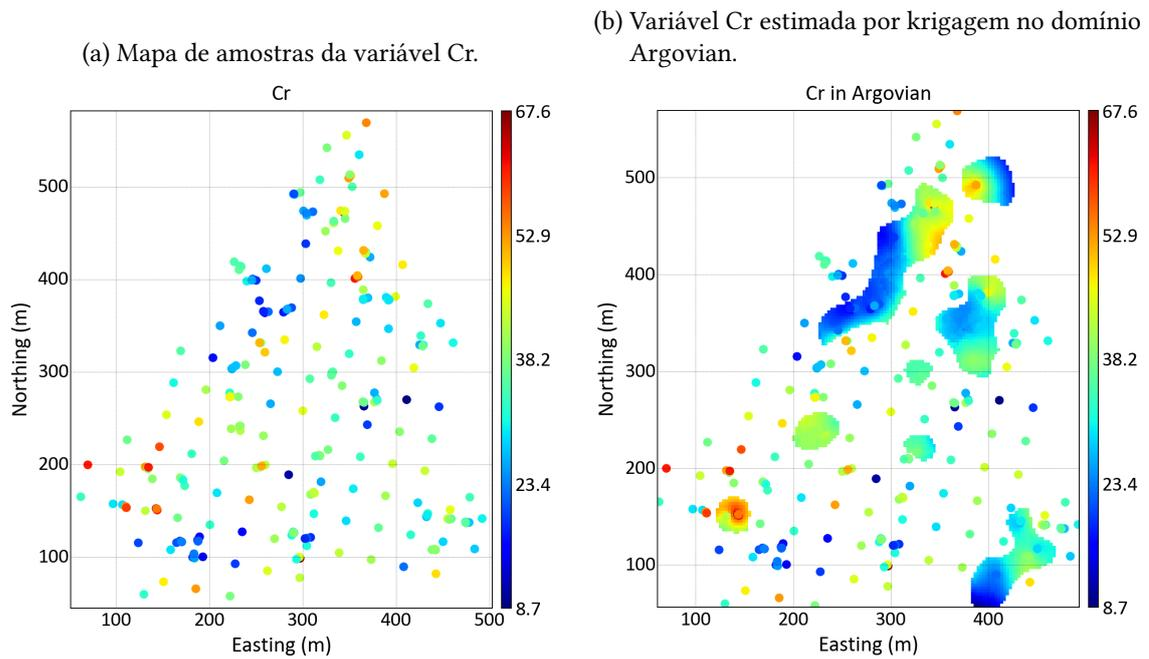 (a) Mapa de amostras da variável Cr.
Cr
67.6
52.9
38.2
23.4
8.7
500
400
300
200
100
Northing (m)
100 200 300 400 500
Easting (m)
(b) Variável Cr estimada por krigagem no domínio
Argovian.
Cr in Argovian
67.6
52.9
38.2
23.4
8.7
500
400
300
200
100
Northing (m)
100 200 300 400
Easting (m)